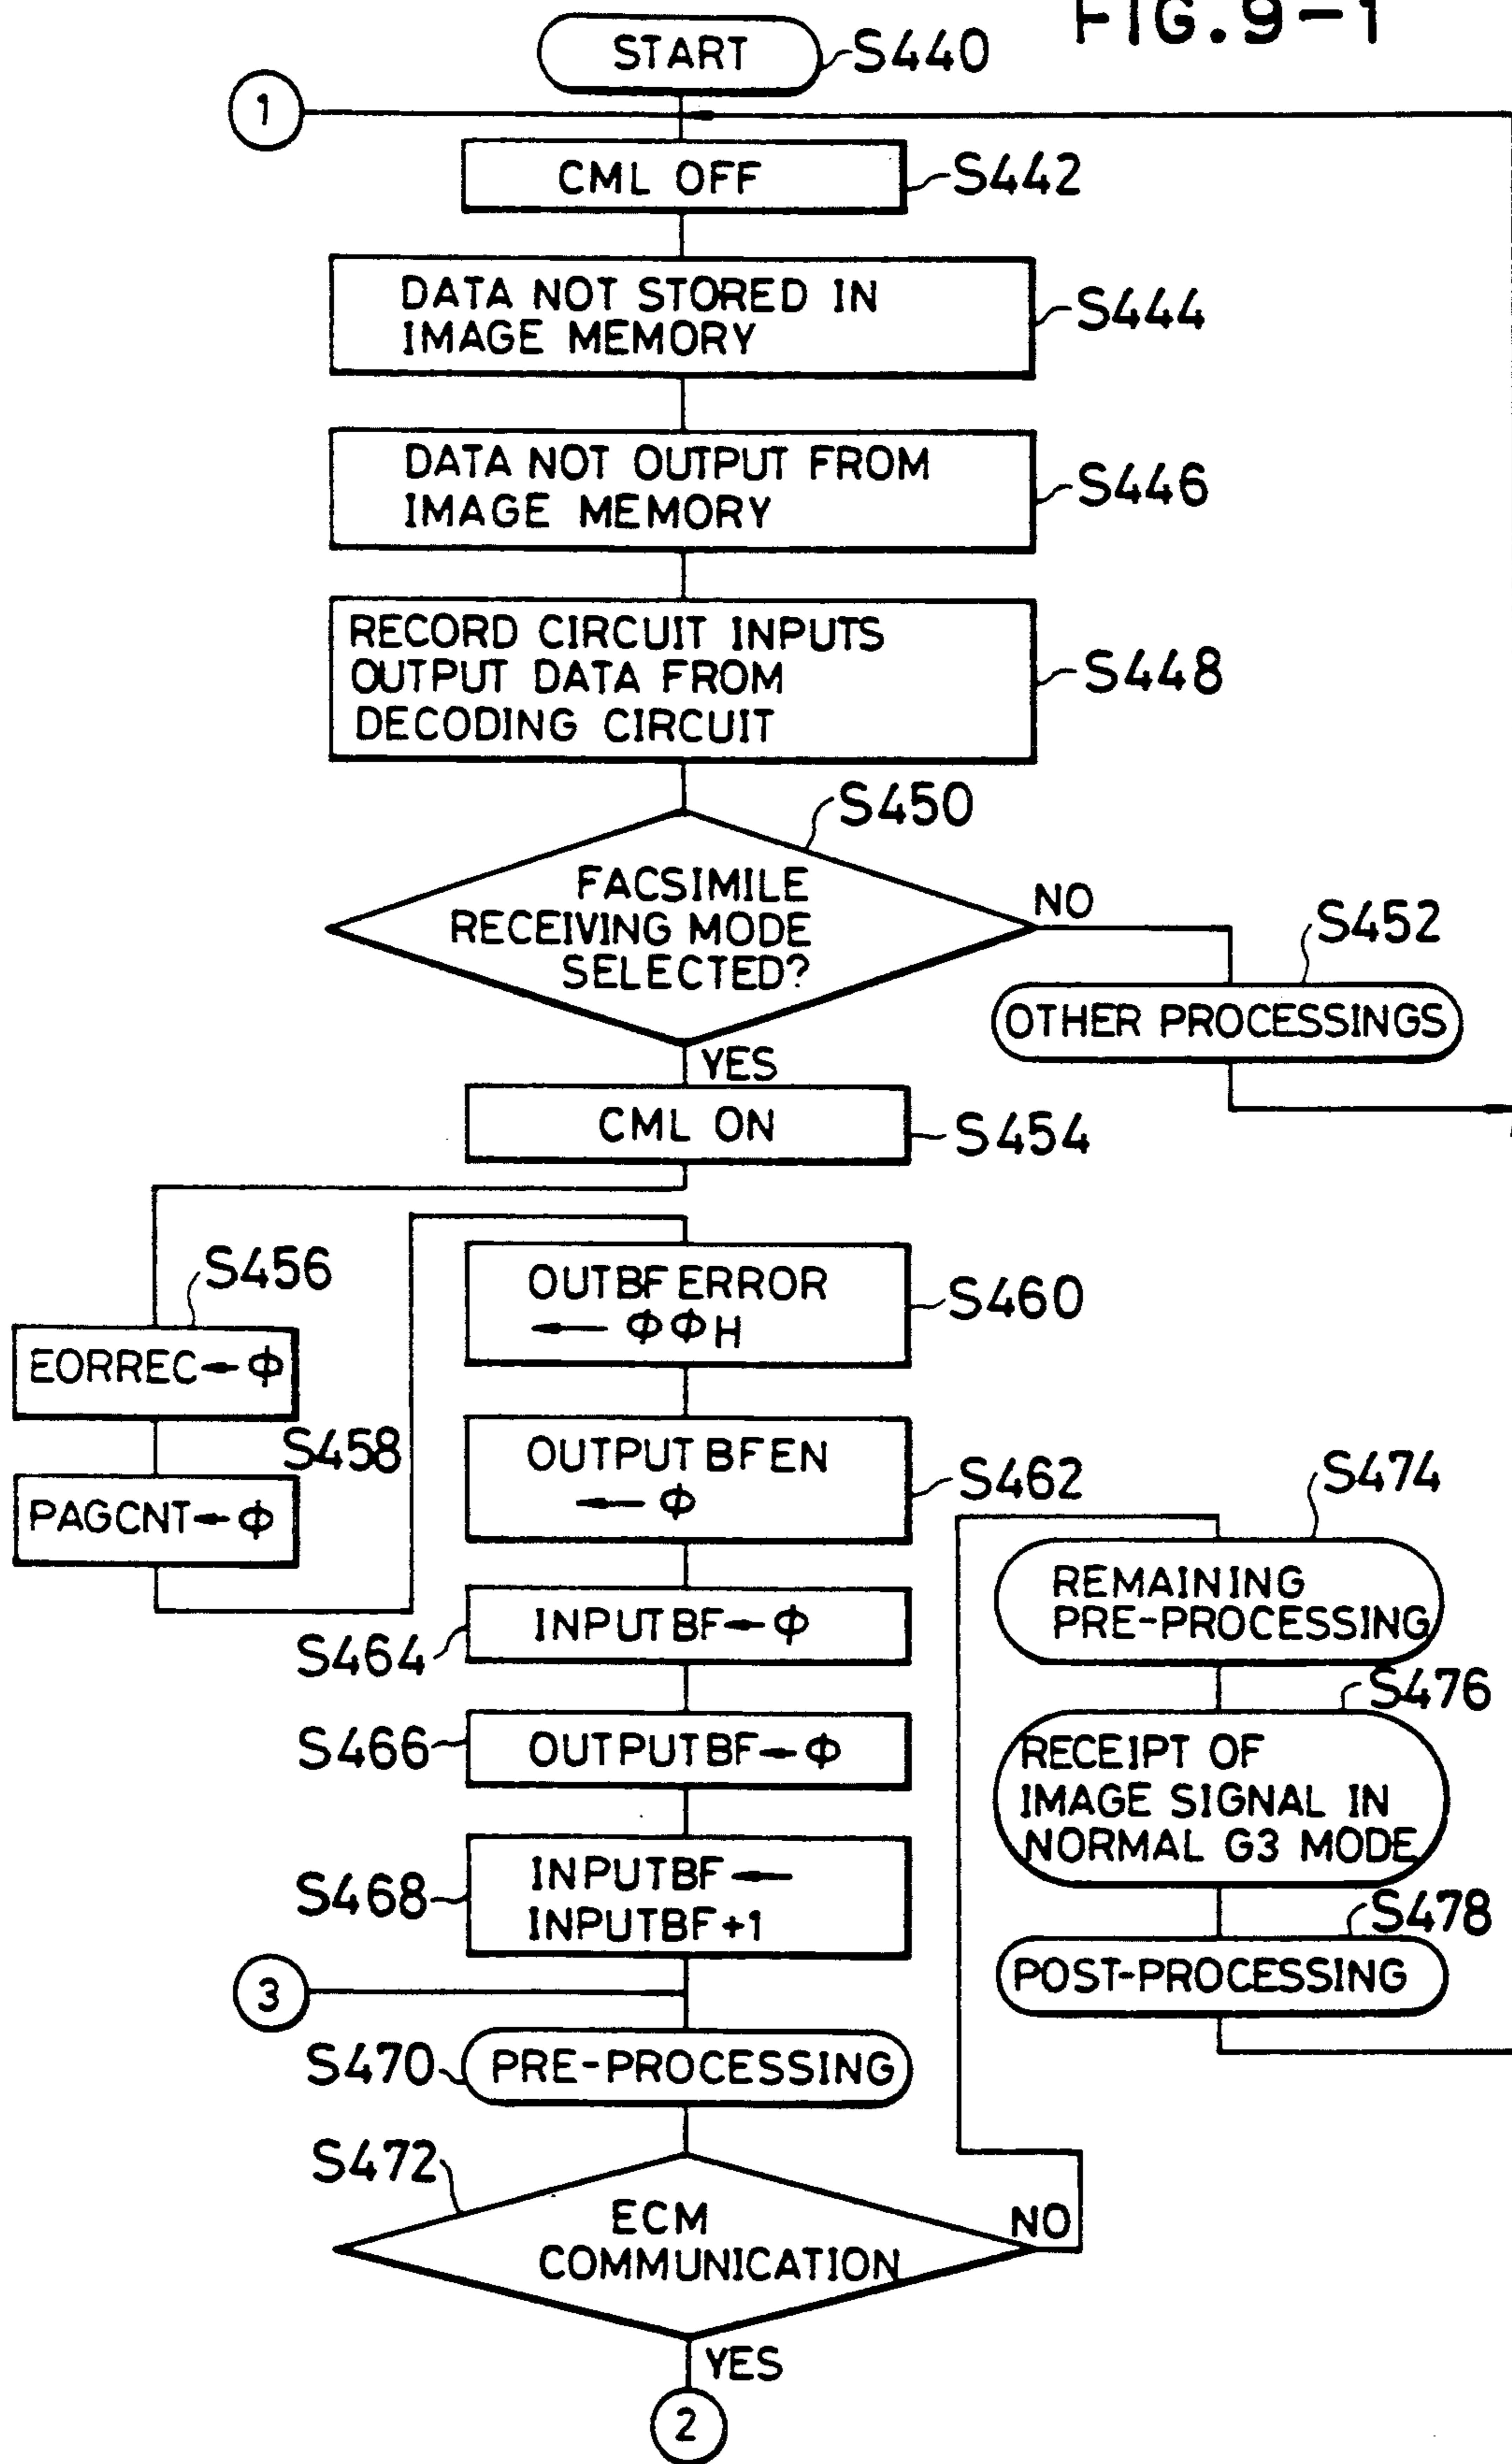 FIG.9-1
START
S440
1
CML OFF
S442
DATA NOT STORED IN
IMAGE MEMORY
S444
DATA NOT OUTPUT FROM
IMAGE MEMORY
S446
RECORD CIRCUIT INPUTS
OUTPUT DATA FROM
DECODING CIRCUIT
S448
S450
FACSIMILE
RECEIVING MODE
SELECTED?
NO
S452
OTHER PROCESSINGS
YES
CML ON
S454
S456
EORREC←Φ
S458
PAGCNT←Φ
OUTBFERROR
← ΦΦH
S460
OUTPUTBFEN
← Φ
S462
S464
INPUTBF←Φ
S466
OUTPUTBF←Φ
S468
INPUTBF←
INPUTBF+1
3
S470
PRE-PROCESSING
S472
ECM
COMMUNICATION
NO
YES
2
S474
REMAINING
PRE-PROCESSING
S476
RECEIPT OF
IMAGE SIGNAL IN
NORMAL G3 MODE
S478
POST-PROCESSING